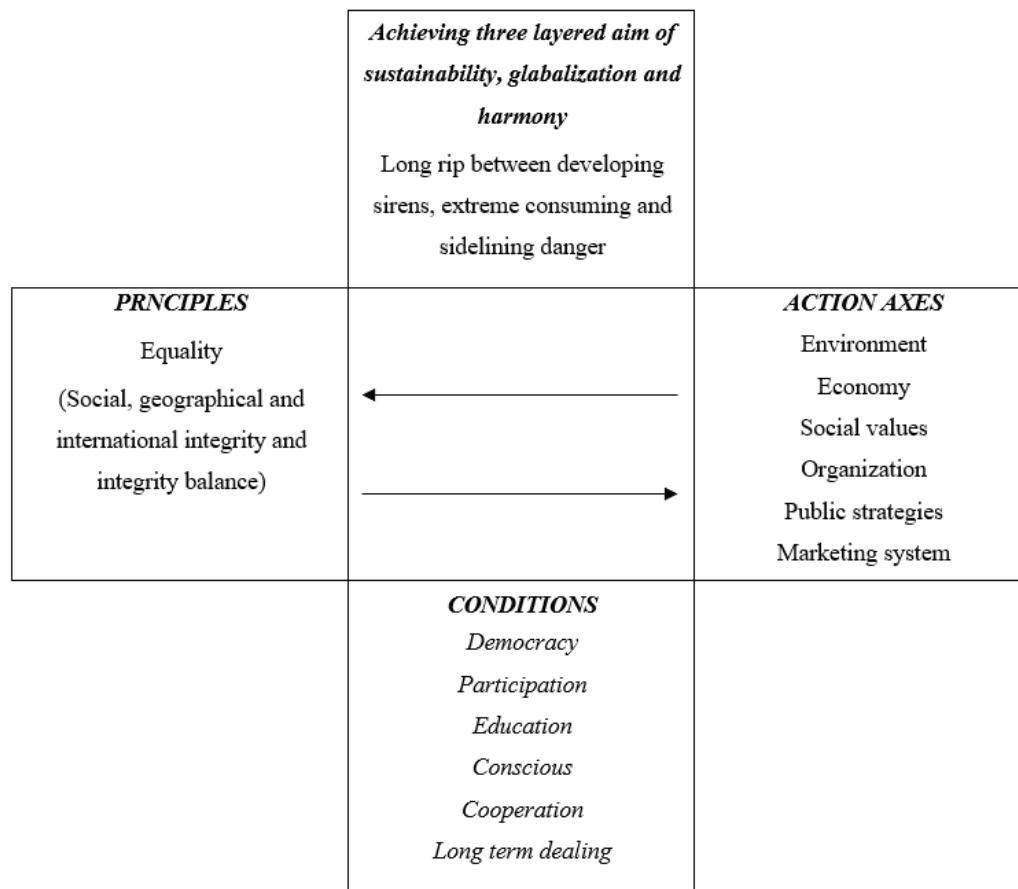 Achieving three layered aim of
sustainability, glabalization and
harmony
Long rip between developing
sirens, extreme consuming and
sidelining danger
PRNCIPLES
Equality
(Social, geographical and
international integrity and
integrity balance)
ACTION AXES
Environment
Economy
Social values
Organization
Public strategies
Marketing system
CONDITIONS
Democracy
Participation
Education
Conscious
Cooperation
Long term dealing